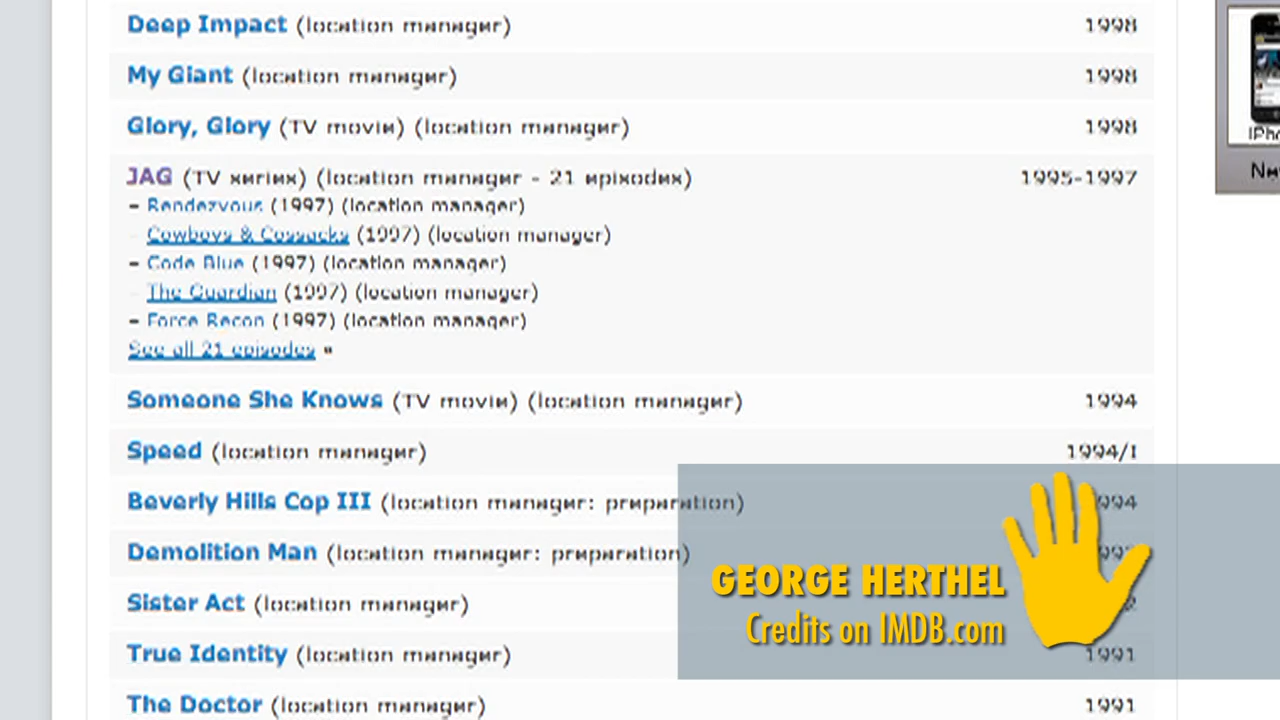 Deep Impact (location manager) 1998
My Giant (location manager) 1998
Glory, Glory (TV movie) (location manager) 1998
JAG (TV series) (location manager - 21 episodes) 1995-1997
- Rendezvous (1997) (location manager)
- Cowboys & Cossacks (1997) (location manager)
- Code Blue (1997) (location manager)
- The Guardian (1997) (location manager)
- Force Recon (1997) (location manager)
See all 21 episodes »
Someone She Knows (TV movie) (location manager) 1994
Speed (location manager) 1994/I
Beverly Hills Cop III (location manager: preparation)
Demolition Man (location manager: preparation)
Sister Act (location manager)
True Identity (location manager) 1991
The Doctor (location manager) 1991
GEORGE HERTHEL
Credits on IMDB.com